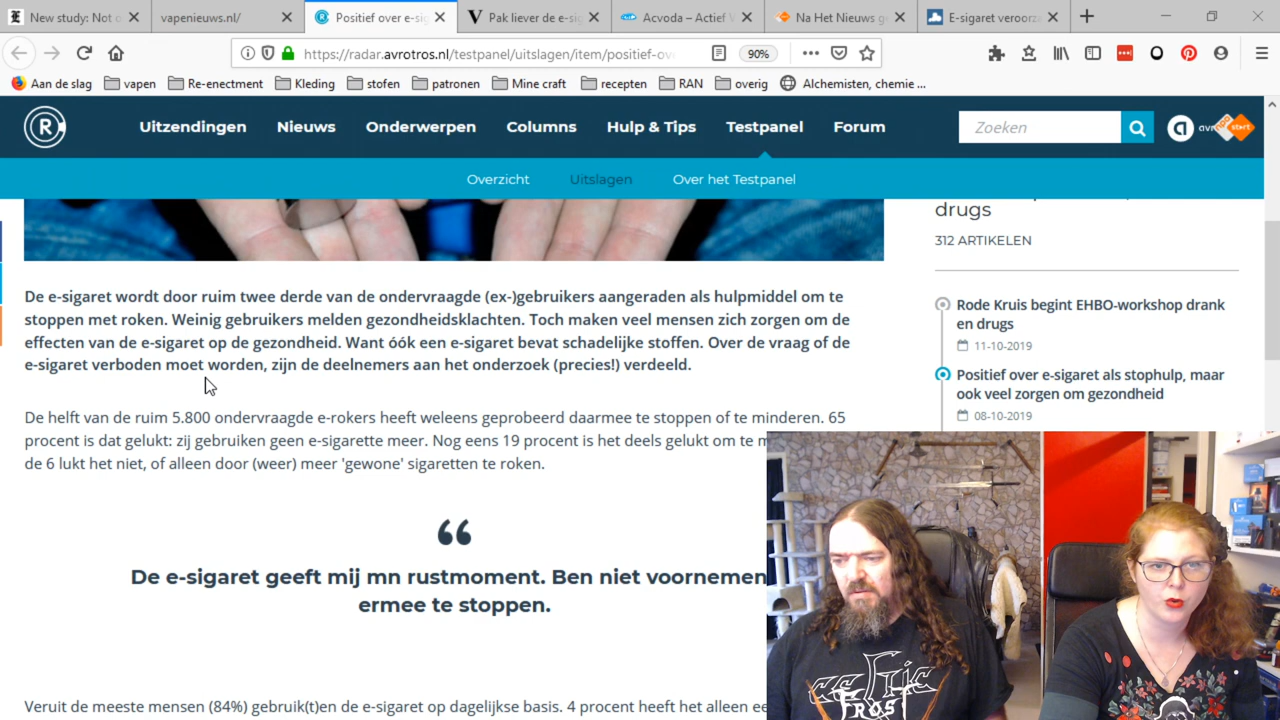 New study: Not o
vapenieuws.nl/
Positief over e-sig
Pak liever de e-sig
Acvoda – Actief V
Na Het Nieuws ge
E-sigaret veroorza
https://radar.avrotros.nl/testpanel/uitslagen/item/positief-ov
90%
Aan de slag
vapen
Re-enectment
Kleding
stofen
patronen
Mine craft
recepten
RAN
overig
Alchemisten, chemie ...
R
Uitzendingen
Nieuws
Onderwerpen
Columns
Hulp & Tips
Testpanel
Forum
Zoeken
avr
start
Overzicht
Uitslagen
Over het Testpanel
drugs
312 ARTIKELEN
De e-sigaret wordt door ruim twee derde van de ondervraagde (ex-)gebruikers aangeraden als hulpmiddel om te
stoppen met roken. Weinig gebruikers melden gezondheidsklachten. Toch maken veel mensen zich zorgen om de
effecten van de e-sigaret op de gezondheid. Want óók een e-sigaret bevat schadelijke stoffen. Over de vraag of de
e-sigaret verboden moet worden, zijn de deelnemers aan het onderzoek (precies!) verdeeld.
Rode Kruis begint EHBO-workshop drank
en drugs
11-10-2019
Positief over e-sigaret als stophulp, maar
ook veel zorgen om gezondheid
08-10-2019
De helft van de ruim 5.800 ondervraagde e-rokers heeft weleens geprobeerd daarmee te stoppen of te minderen. 65
procent is dat gelukt: zij gebruiken geen e-sigarette meer. Nog eens 19 procent is het deels gelukt om te m
de 6 lukt het niet, of alleen door (weer) meer 'gewone' sigaretten te roken.
“
De e-sigaret geeft mij mn rustmoment. Ben niet voornemen
ermee te stoppen.
Veruit de meeste mensen (84%) gebruik(t)en de e-sigaret op dagelijkse basis. 4 procent heeft het alleen ee
celtic
frost